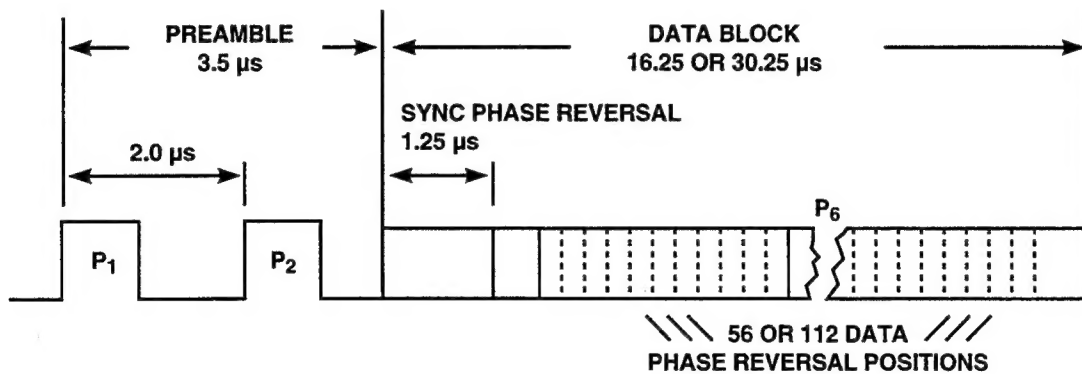 PREAMBLE
3.5 µs
DATA BLOCK
16.25 OR 30.25 µs
SYNC PHASE REVERSAL
1.25 µs
2.0 µs
P1
P2
P6
56 OR 112 DATA
PHASE REVERSAL POSITIONS